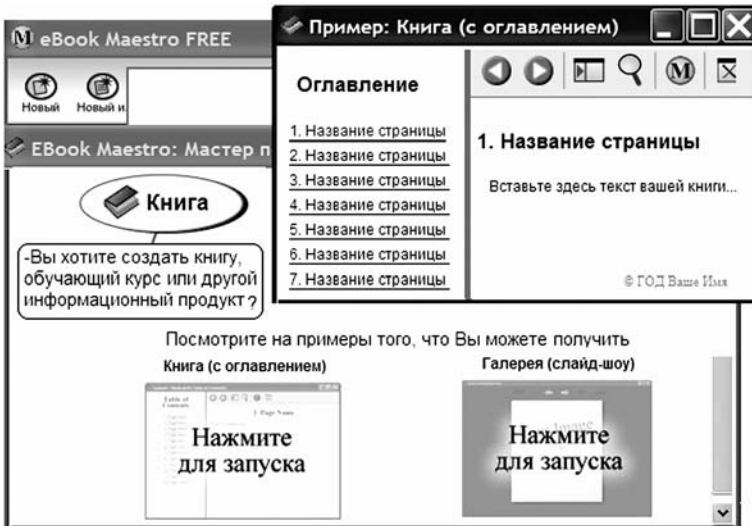 eBook Maestro FREE
Новый
Новый и
EBook Maestro: Мастер п
Книга
-Вы хотите создать книгу,
обучающий курс или другой
информационный продукт?
Пример: Книга (с оглавлением)
Оглавление
1. Название страницы
2. Название страницы
3. Название страницы
4. Название страницы
5. Название страницы
6. Название страницы
7. Название страницы
M
1. Название страницы
Вставьте здесь текст вашей книги...
© ГОД Ваше Имя
Посмотрите на примеры того, что Вы можете получить
Книга (с оглавлением)
Table of
Contents
1 Page Name
Нажмите
для запуска
Галерея (слайд-шоу)
Image
Нажмите
для запуска